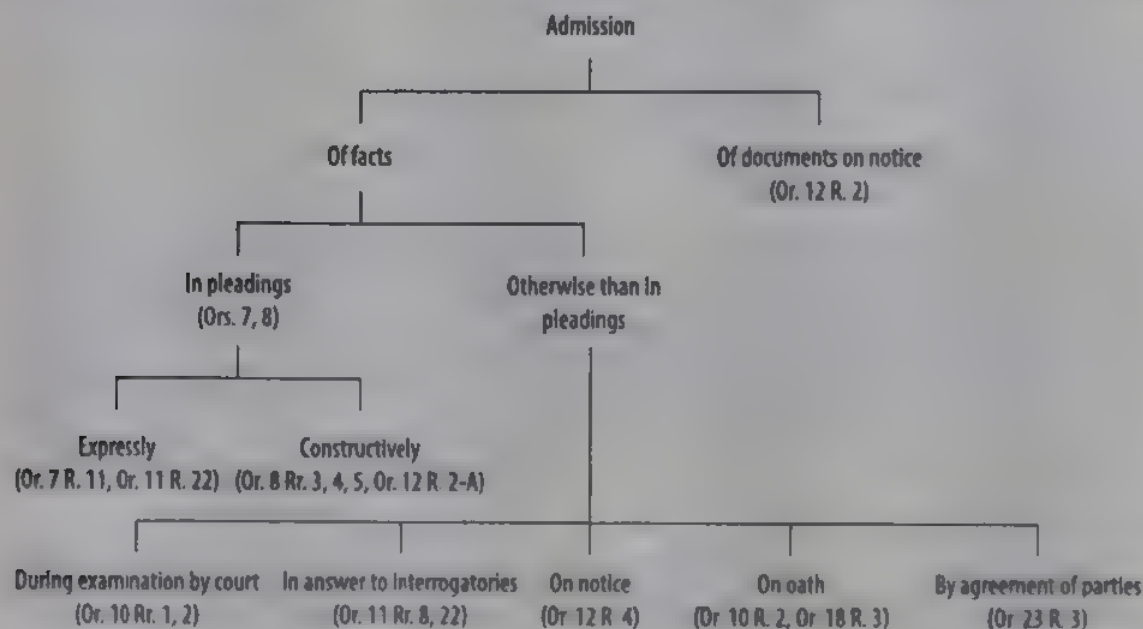 Admission
Of facts
Of documents on notice
(Or. 12 R. 2)
In pleadings
(Ors. 7, 8)
Otherwise than in
pleadings
Expressly
(Or. 7 R. 11, Or. 11 R. 22)
Constructively
(Or. 8 Rr. 3, 4, 5, Or. 12 R. 2-A)
During examination by court
(Or. 10 Rr. 1, 2)
In answer to interrogatories
(Or. 11 Rr. 8, 22)
On notice
(Or 12 R 4)
On oath
(Or 10 R. 2, Or 18 R. 3)
By agreement of parties
(Or 23 R. 3)